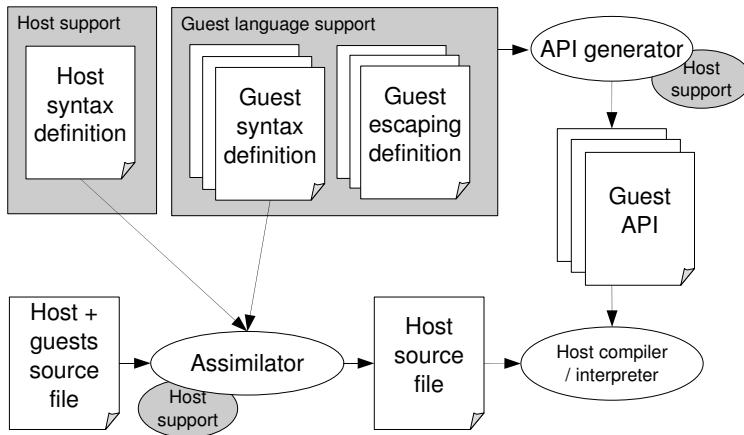 Host support
Host
syntax
definition
Guest language support
Guest
syntax
definition
Guest
escaping
definition
API generator
Host
support
Guest
API
Host +
guests
source
file
Assimilator
Host
support
Host
source
file
Host compiler
/ interpreter